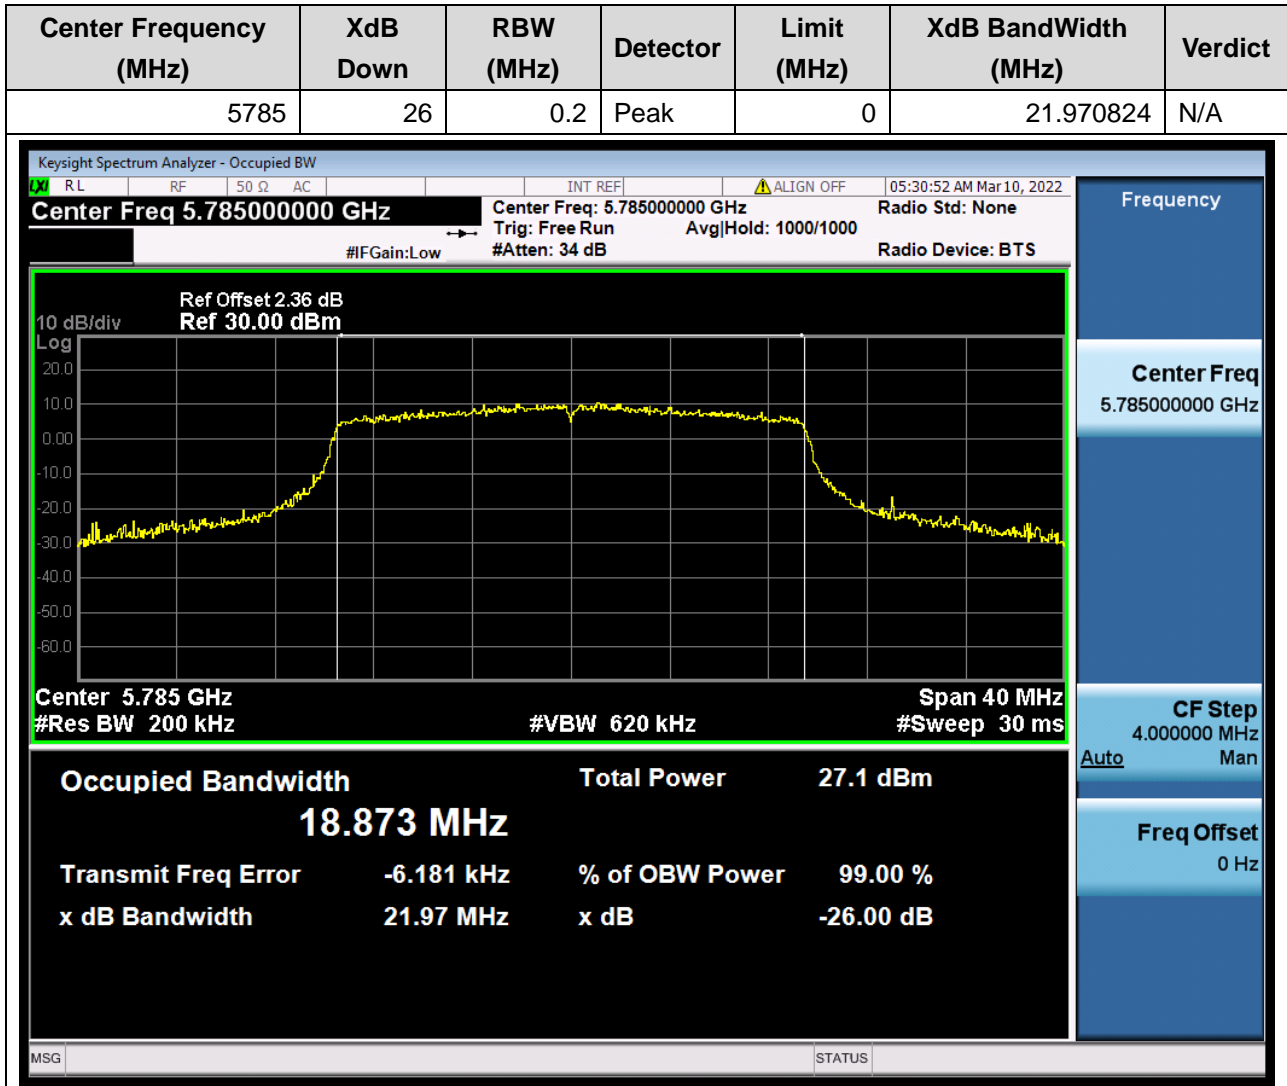 Center Frequency (MHz) XdB Down RBW (MHz) Detector Limit (MHz) XdB BandWidth (MHz) Verdict
5785 26 0.2 Peak 0 21.970824 N/A
Keysight Spectrum Analyzer - Occupied BW
LXI RL RF 50 Ω AC INT REF ALIGN OFF 05:30:52 AM Mar 10, 2022
Center Freq 5.785000000 GHz
Center Freq: 5.785000000 GHz
Radio Std: None
Trig: Free Run
Avg|Hold: 1000/1000
#IFGain:Low
#Atten: 34 dB
Radio Device: BTS
Ref Offset 2.36 dB
10 dB/div Ref 30.00 dBm
Log
20.0
10.0
0.00
-10.0
-20.0
-30.0
-40.0
-50.0
-60.0
Center 5.785 GHz Span 40 MHz
#Res BW 200 kHz #VBW 620 kHz #Sweep 30 ms
Occupied Bandwidth Total Power 27.1 dBm
18.873 MHz
Transmit Freq Error -6.181 kHz % of OBW Power 99.00 %
x dB Bandwidth 21.97 MHz x dB -26.00 dB
Frequency
Center Freq
5.785000000 GHz
CF Step
4.000000 MHz
Auto Man
Freq Offset
0 Hz
MSG STATUS